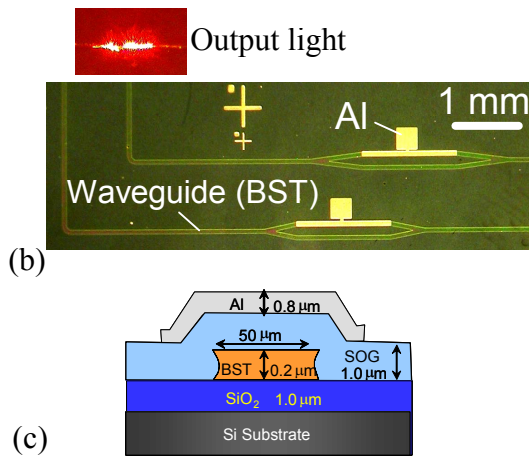 Output light
Al
1 mm
Waveguide (BST)
(b)
Al
0.8 μm
50 μm
BST
0.2 μm
SOG
1.0 μm
SiO₂ 1.0 μm
Si Substrate
(c)